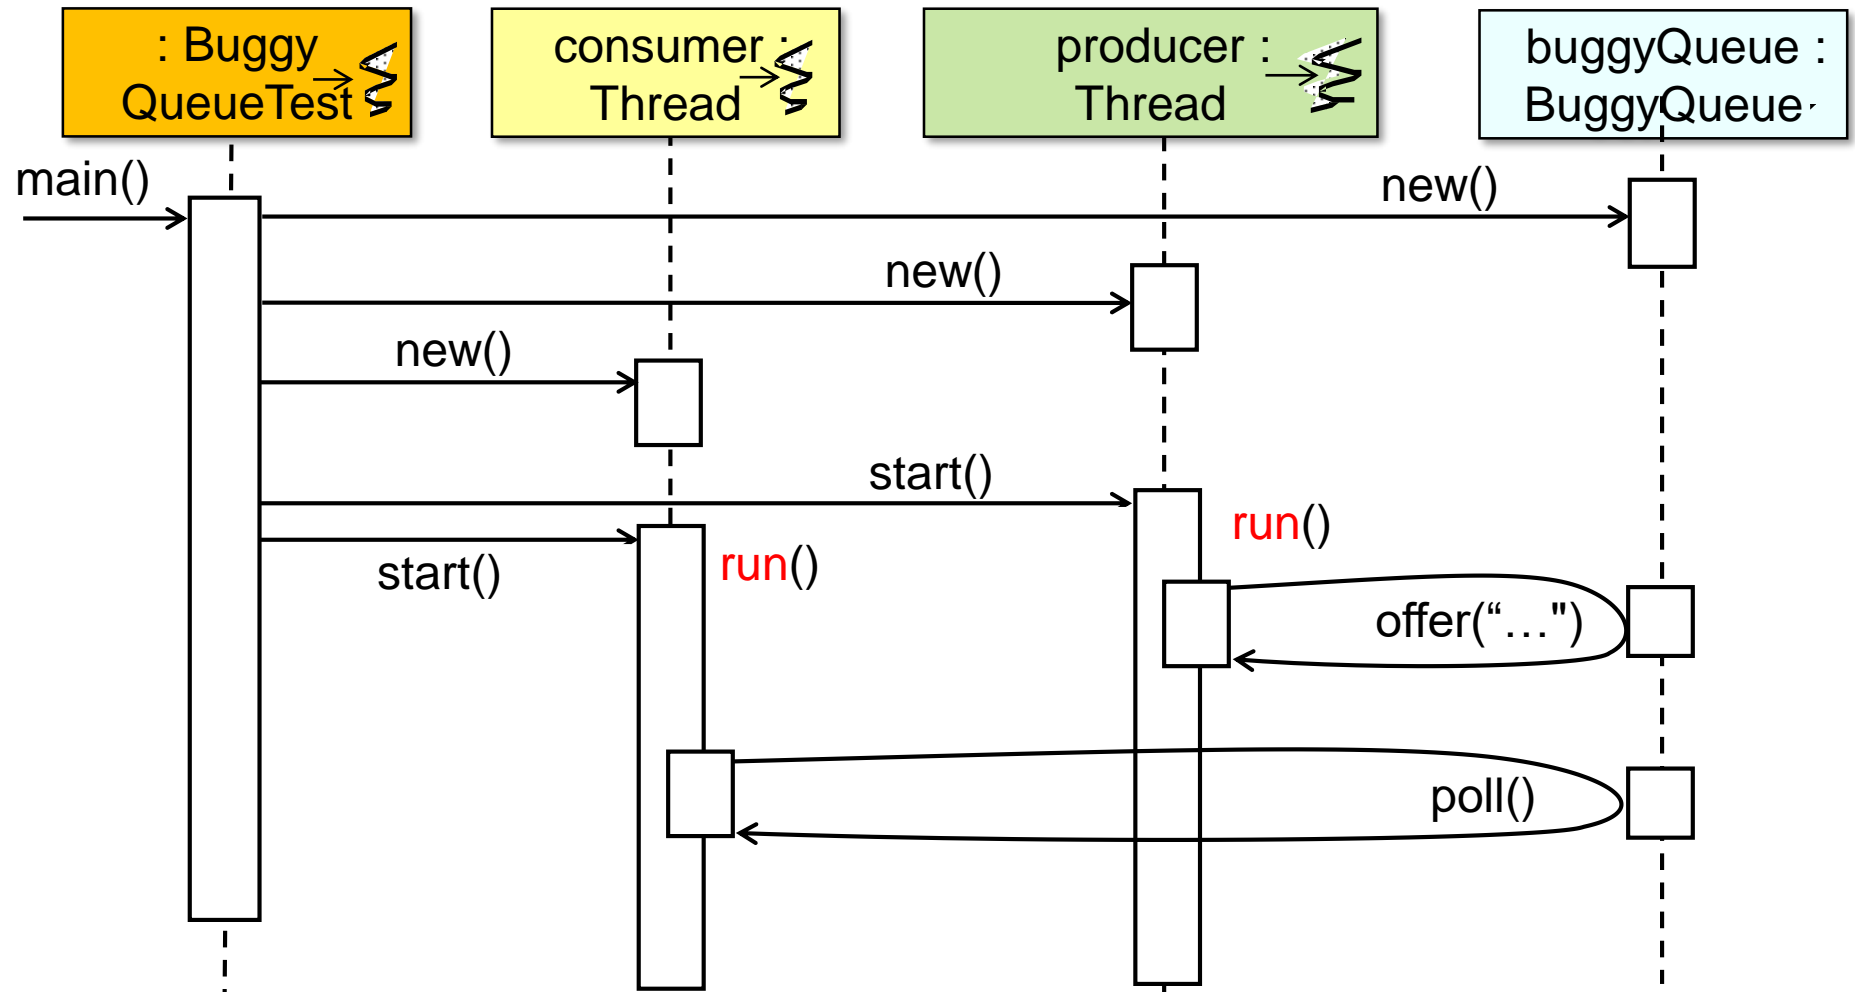 : Buggy
QueueTest
consumer :
Thread
producer :
Thread
buggyQueue :
BuggyQueue
main()
new()
new()
new()
start()
run()
start()
run()
offer(“…")
poll()